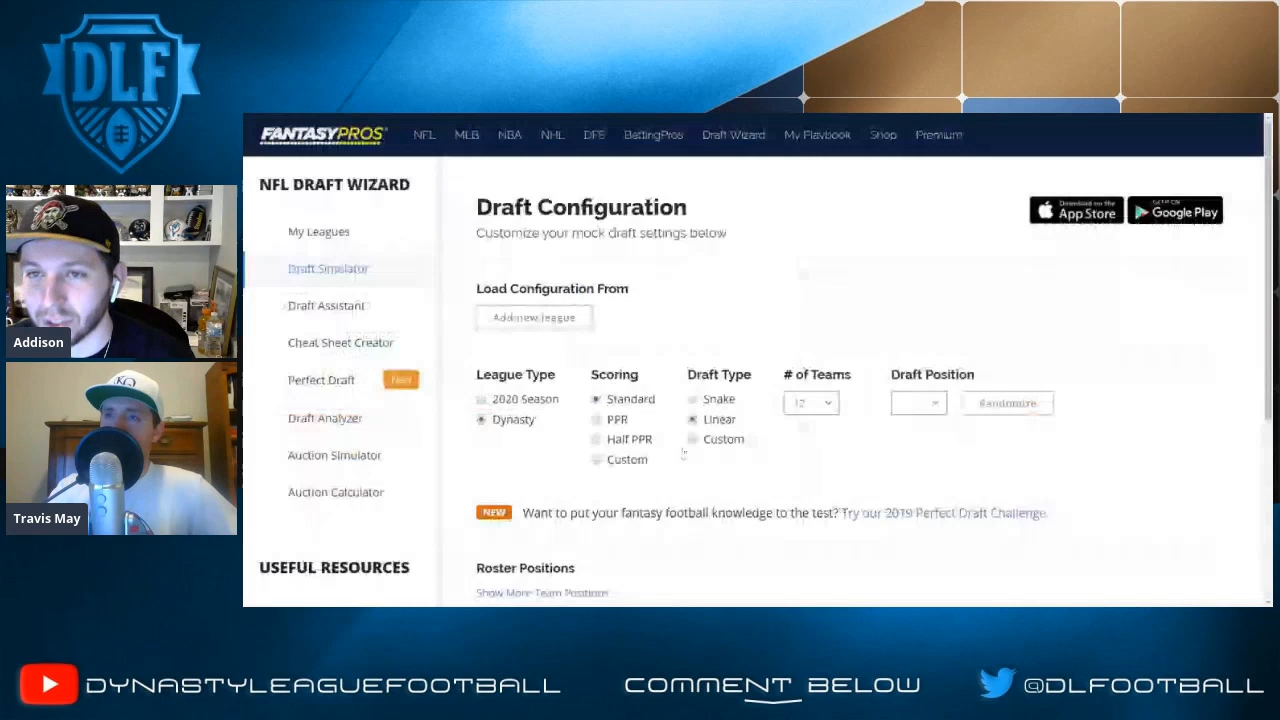 DLF
FANTASYPROS NFL MLB NBA NHL DFS BettingPros Draft Wizard My Playbook Shop Premium
NFL DRAFT WIZARD
My Leagues
Draft Simulator
Draft Assistant
Cheat Sheet Creator
Perfect Draft New
Draft Analyzer
Auction Simulator
Auction Calculator
USEFUL RESOURCES
Draft Configuration
Customize your mock draft settings below
Download on the
App Store
GET IT ON
Google Play
Load Configuration From
Add new league
League Type Scoring Draft Type # of Teams Draft Position
2020 Season Standard Snake 12 Randomize
Dynasty PPR Linear
Half PPR Custom
Custom
NEW Want to put your fantasy football knowledge to the test? Try our 2019 Perfect Draft Challenge.
Roster Positions
Show More Team Positions
Addison
Travis May
DYNASTYLEAGUEFOOTBALL COMMENT BELOW @DLFOOTBALL